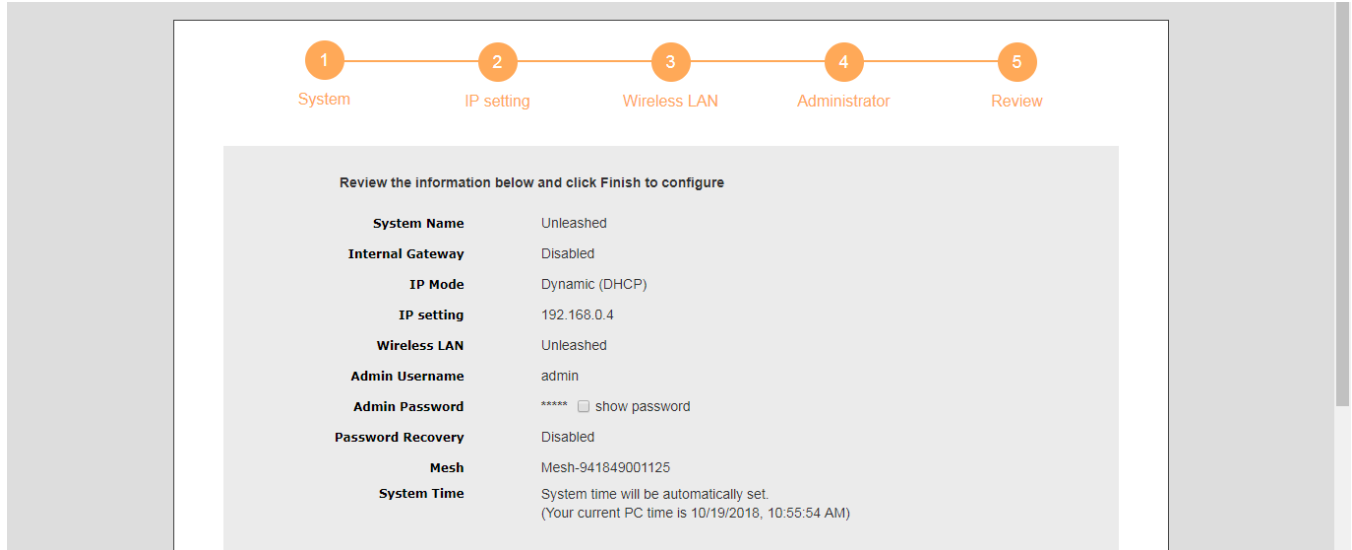 1 2 3 4 5
System IP setting Wireless LAN Administrator Review
Review the information below and click Finish to configure
System Name Unleashed
Internal Gateway Disabled
IP Mode Dynamic (DHCP)
IP setting 192.168.0.4
Wireless LAN Unleashed
Admin Username admin
Admin Password ***** show password
Password Recovery Disabled
Mesh Mesh-941849001125
System Time System time will be automatically set.
(Your current PC time is 10/19/2018, 10:55:54 AM)